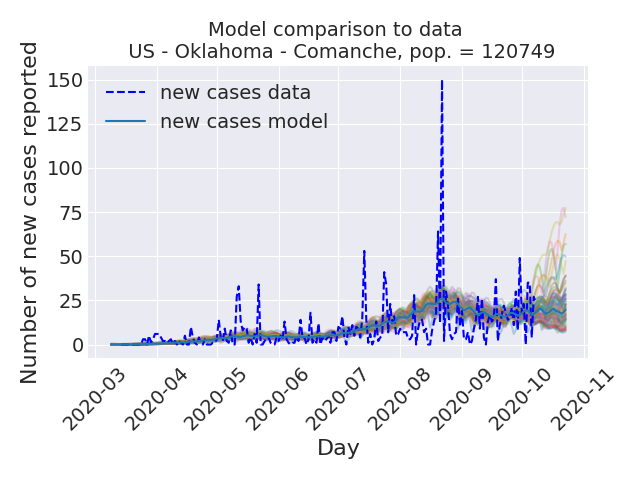 Model comparison to data
US - Oklahoma - Comanche, pop. = 120749
Number of new cases reported
150
125
100
75
50
25
0
new cases data
new cases model
2020-03
2020-04
2020-05
2020-06
2020-07
2020-08
2020-09
2020-10
2020-11
Day